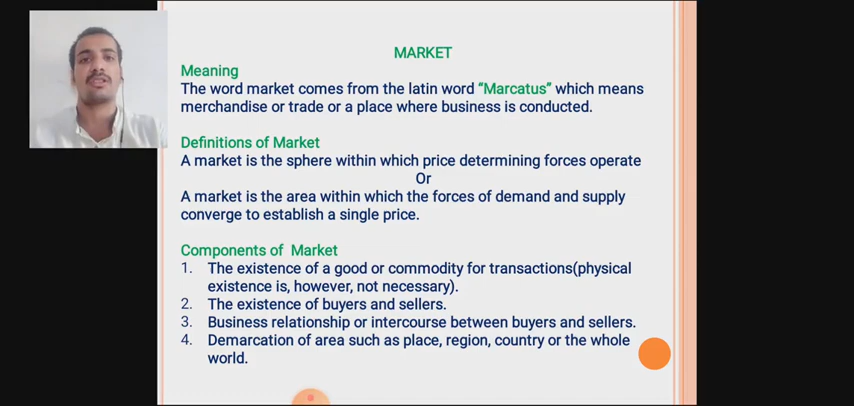 MARKET
Meaning
The word market comes from the latin word “Marcatus” which means
merchandise or trade or a place where business is conducted.
Definitions of Market
A market is the sphere within which price determining forces operate
Or
A market is the area within which the forces of demand and supply
converge to establish a single price.
Components of Market
1. The existence of a good or commodity for transactions(physical
existence is, however, not necessary).
2. The existence of buyers and sellers.
3. Business relationship or intercourse between buyers and sellers.
4. Demarcation of area such as place, region, country or the whole
world.